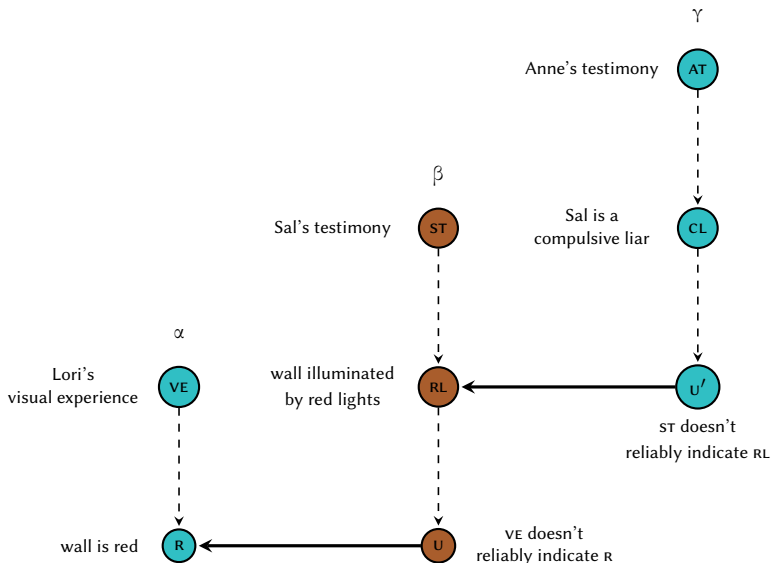 γ
Anne's testimony
AT
β
Sal's testimony
ST
Sal is a
compulsive liar
CL
α
Lori's
visual experience
VE
wall illuminated
by red lights
RL
U′
ST doesn't
reliably indicate RL
wall is red
R
U
VE doesn't
reliably indicate R